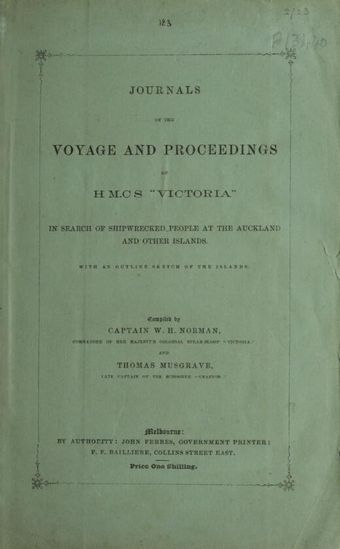 JOURNALS
OF THE
VOYAGE AND PROCEEDINGS
OF
H M.C S "VICTORIA"
IN SEARCH OF SHIPWRECKED PEOPLE AT THE AUCKLAND
AND OTHER ISLANDS.
WITH AN OUTLINE SKETCH OF THE ISLANDS.
Compiled by
CAPTAIN W. H. NORMAN,
COMMANDER OF HER MAJESTY'S COLONIAL STEAM-SLOOP "VICTORIA,"
AND
THOMAS MUSGRAVE,
LATE CAPTAIN OF THE SCHOONER "GRAFTON."
Melbourne:
BY AUTHORITY: JOHN FERRES, GOVERNMENT PRINTER;
F. F. BAILLIERE, COLLINS STREET EAST.
Price One Shilling.